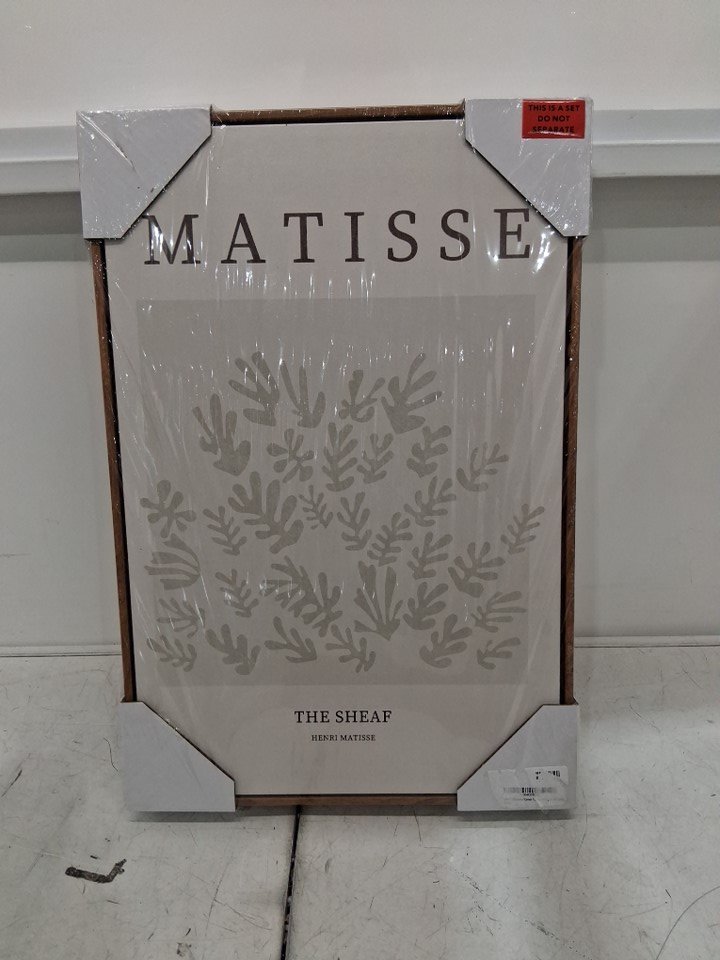 THIS IS A SET
DO NOT
SEPARATE
MATISSE
THE SHEAF
HENRI MATISSE